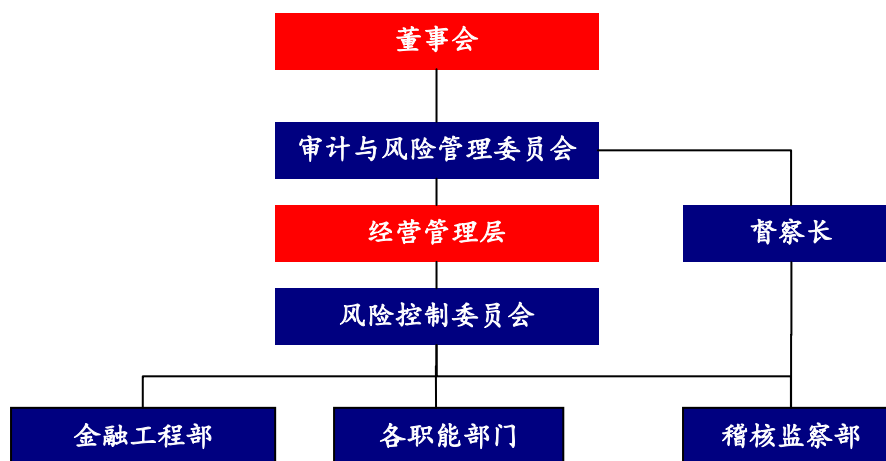 董事会
审计与风险管理委员会
经营管理层
督察长
风险控制委员会
金融工程部
各职能部门
稽核监察部